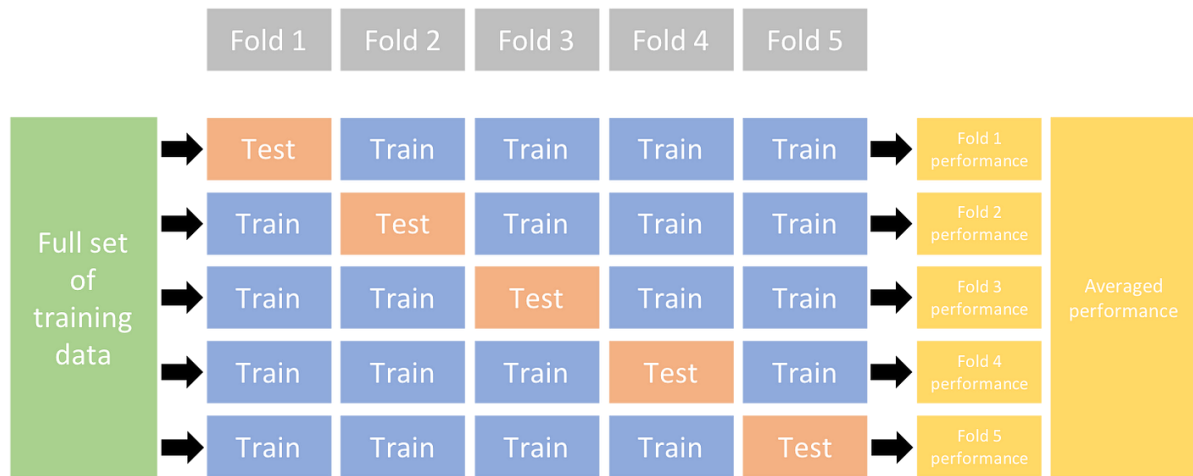 Fold 1 Fold 2 Fold 3 Fold 4 Fold 5
Full set
of
training
data
Test Train Train Train Train
Fold 1
performance
Train Test Train Train Train
Fold 2
performance
Train Train Test Train Train
Fold 3
performance
Train Train Train Test Train
Fold 4
performance
Train Train Train Train Test
Fold 5
performance
Averaged
performance